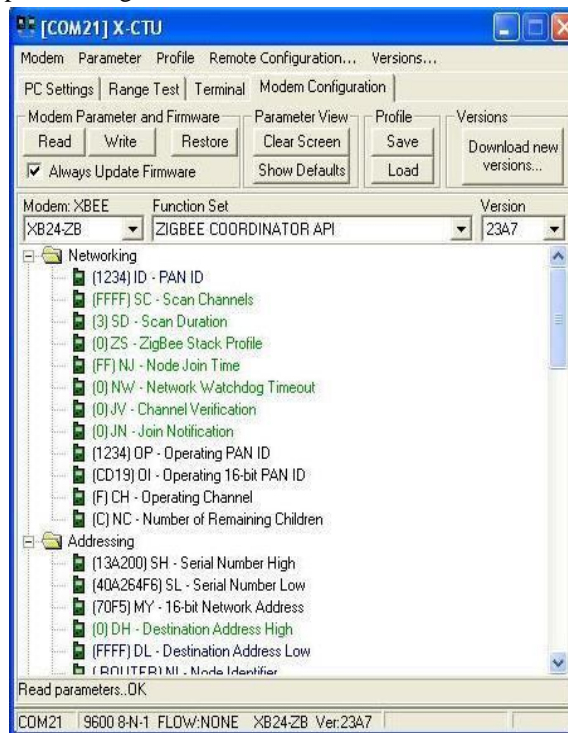 [COM21] X-CTU
Modem Parameter Profile Remote Configuration... Versions...
PC Settings Range Test Terminal Modem Configuration
Modem Parameter and Firmware Parameter View Profile Versions
Read Write Restore Clear Screen Save Download new versions...
Always Update Firmware Show Defaults Load
Modem: XBEE Function Set Version
XB24-ZB ZIGBEE COORDINATOR API 23A7
Networking
(1234) ID - PAN ID
(FFFF) SC - Scan Channels
(3) SD - Scan Duration
(0) ZS - ZigBee Stack Profile
(FF) NJ - Node Join Time
(0) NW - Network Watchdog Timeout
(0) JV - Channel Verification
(0) JN - Join Notification
(1234) OP - Operating PAN ID
(CD19) OI - Operating 16-bit PAN ID
(F) CH - Operating Channel
(C) NC - Number of Remaining Children
Addressing
(13A200) SH - Serial Number High
(40A264F6) SL - Serial Number Low
(70F5) MY - 16-bit Network Address
(0) DH - Destination Address High
(FFFF) DL - Destination Address Low
( ROUTER) NI - Node Identifier
Read parameters..OK
COM21 9600 8-N-1 FLOW:NONE XB24-ZB Ver:23A7